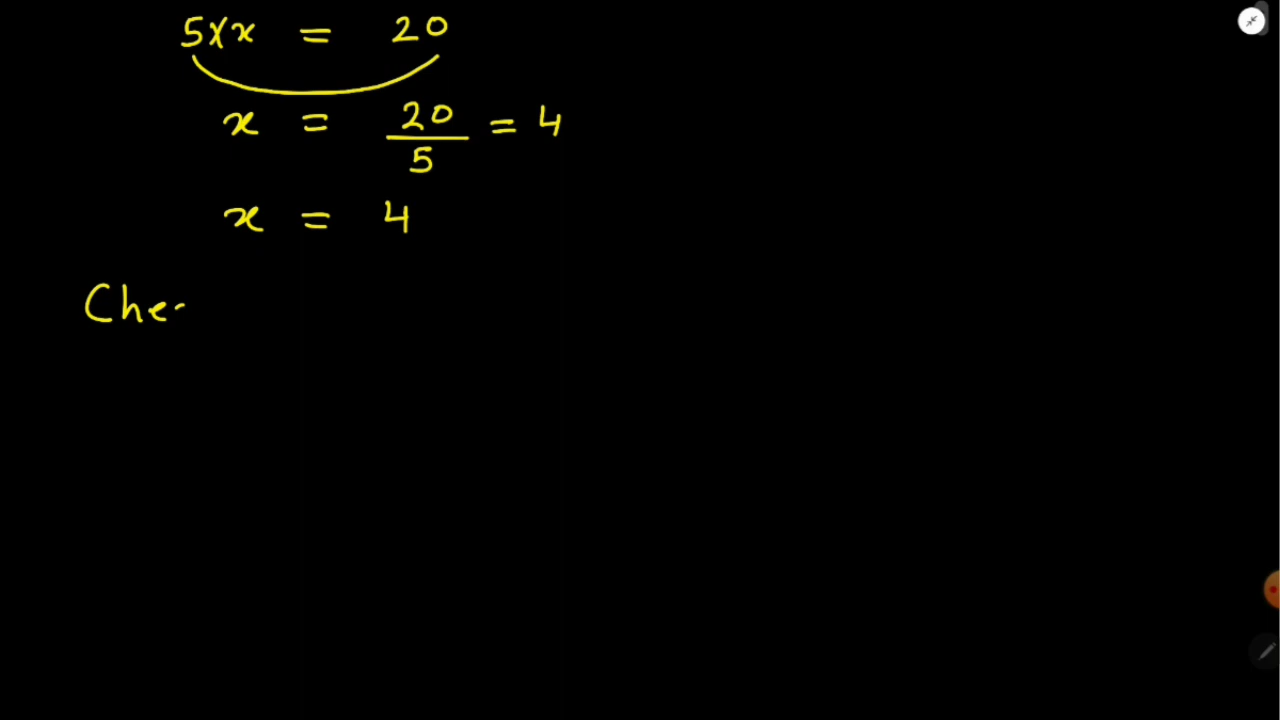 5×x = 20
x = 20/5 = 4
x = 4
Che